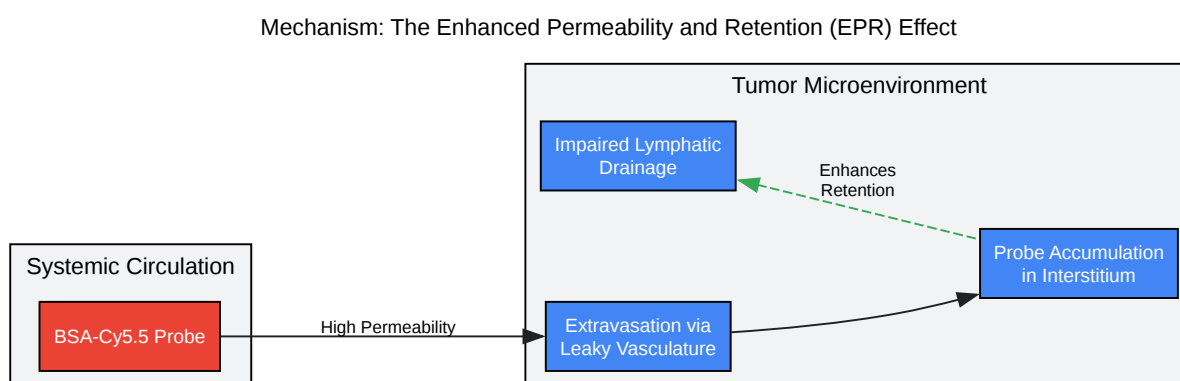 Mechanism: The Enhanced Permeability and Retention (EPR) Effect
Tumor Microenvironment
Impaired Lymphatic
Drainage
Enhances
Retention
Probe Accumulation
in Interstitium
Systemic Circulation
BSA-Cy5.5 Probe
High Permeability
Extravasation via
Leaky Vasculature